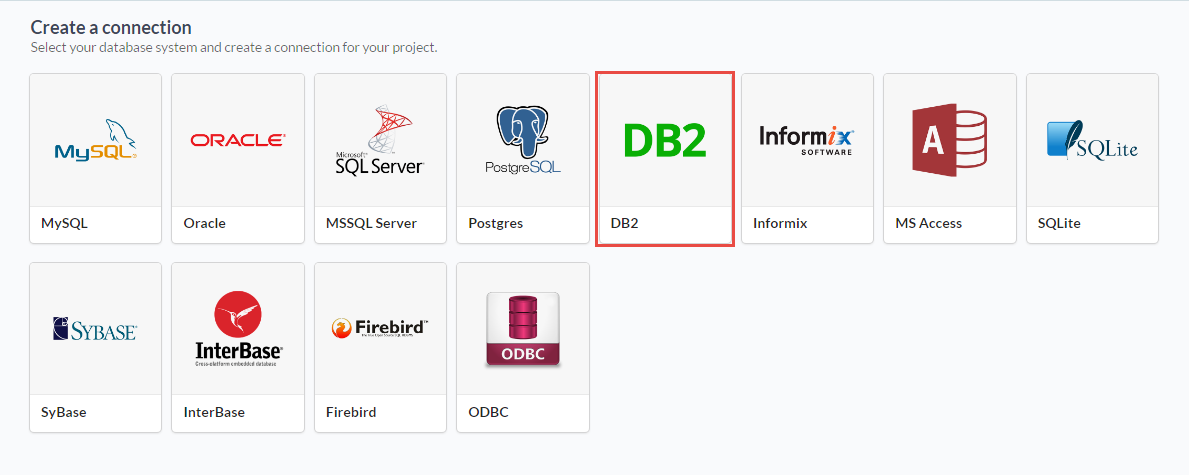 Create a connection
Select your database system and create a connection for your project.
MySQL
ORACLE
Microsoft
SQL Server
PostgreSQL
DB2
Informix
SOFTWARE
A
SQLite
MySQL
Oracle
MSSQL Server
Postgres
DB2
Informix
MS Access
SQLite
SYBASE
InterBase
Cross-platform embedded database
Firebird
ODBC
SyBase
InterBase
Firebird
ODBC